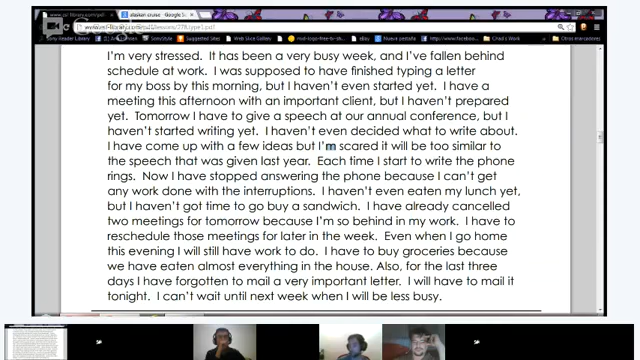 alaskan cruise - Google S
I'm very stressed. It has been a very busy week, and I've fallen behind
schedule at work. I was supposed to have finished typing a letter
for my boss by this morning, but I haven't even started yet. I have a
meeting this afternoon with an important client, but I haven't prepared
yet. Tomorrow I have to give a speech at our annual conference, but I
haven't started writing yet. I haven't even decided what to write about.
I have come up with a few ideas but I'm scared it will be too similar to
the speech that was given last year. Each time I start to write the phone
rings. Now I have stopped answering the phone because I can't get
any work done with the interruptions. I haven't even eaten my lunch yet,
but I haven't got time to go buy a sandwich. I have already cancelled
two meetings for tomorrow because I'm so behind in my work. I have to
reschedule those meetings for later in the week. Even when I go home
this evening I will still have work to do. I have to buy groceries because
we have eaten almost everything in the house. Also, for the last three
days I have forgotten to mail a very important letter. I will have to mail it
tonight. I can't wait until next week when I will be less busy.